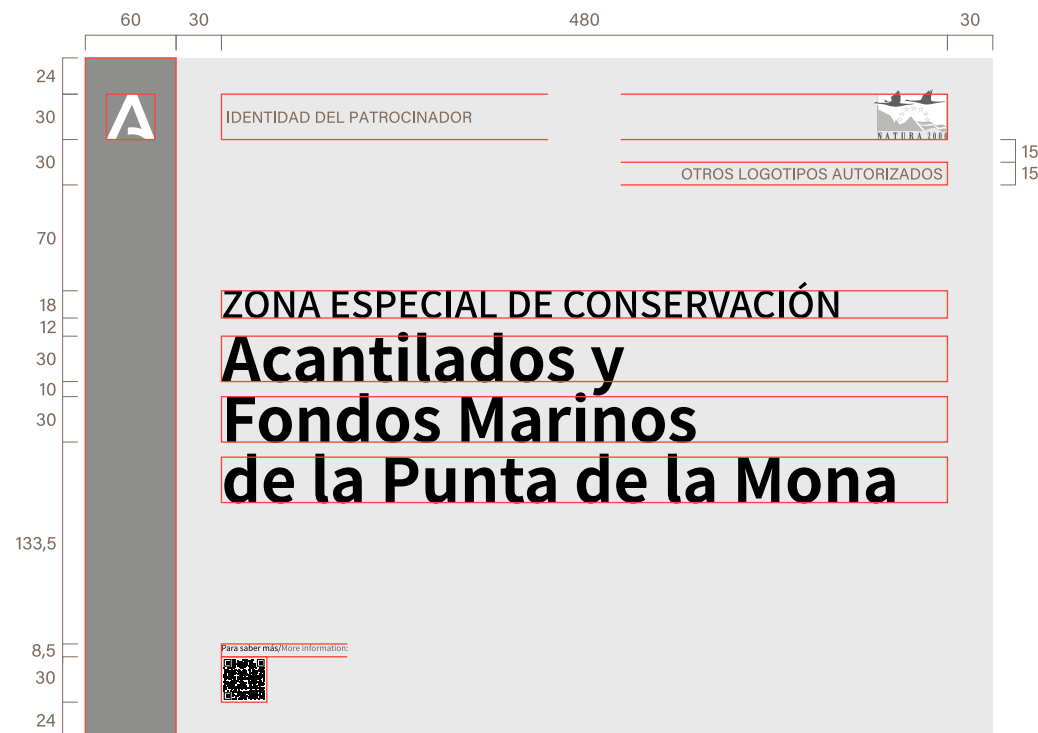 60 30 480 30
24
30
30
70
18
12
30
10
30
133,5
8,5
30
24
IDENTIDAD DEL PATROCINADOR
NATURA 2000
15
15
OTROS LOGOTIPOS AUTORIZADOS
ZONA ESPECIAL DE CONSERVACIÓN
Acantilados y
Fondos Marinos
de la Punta de la Mona
Para saber más/More information: